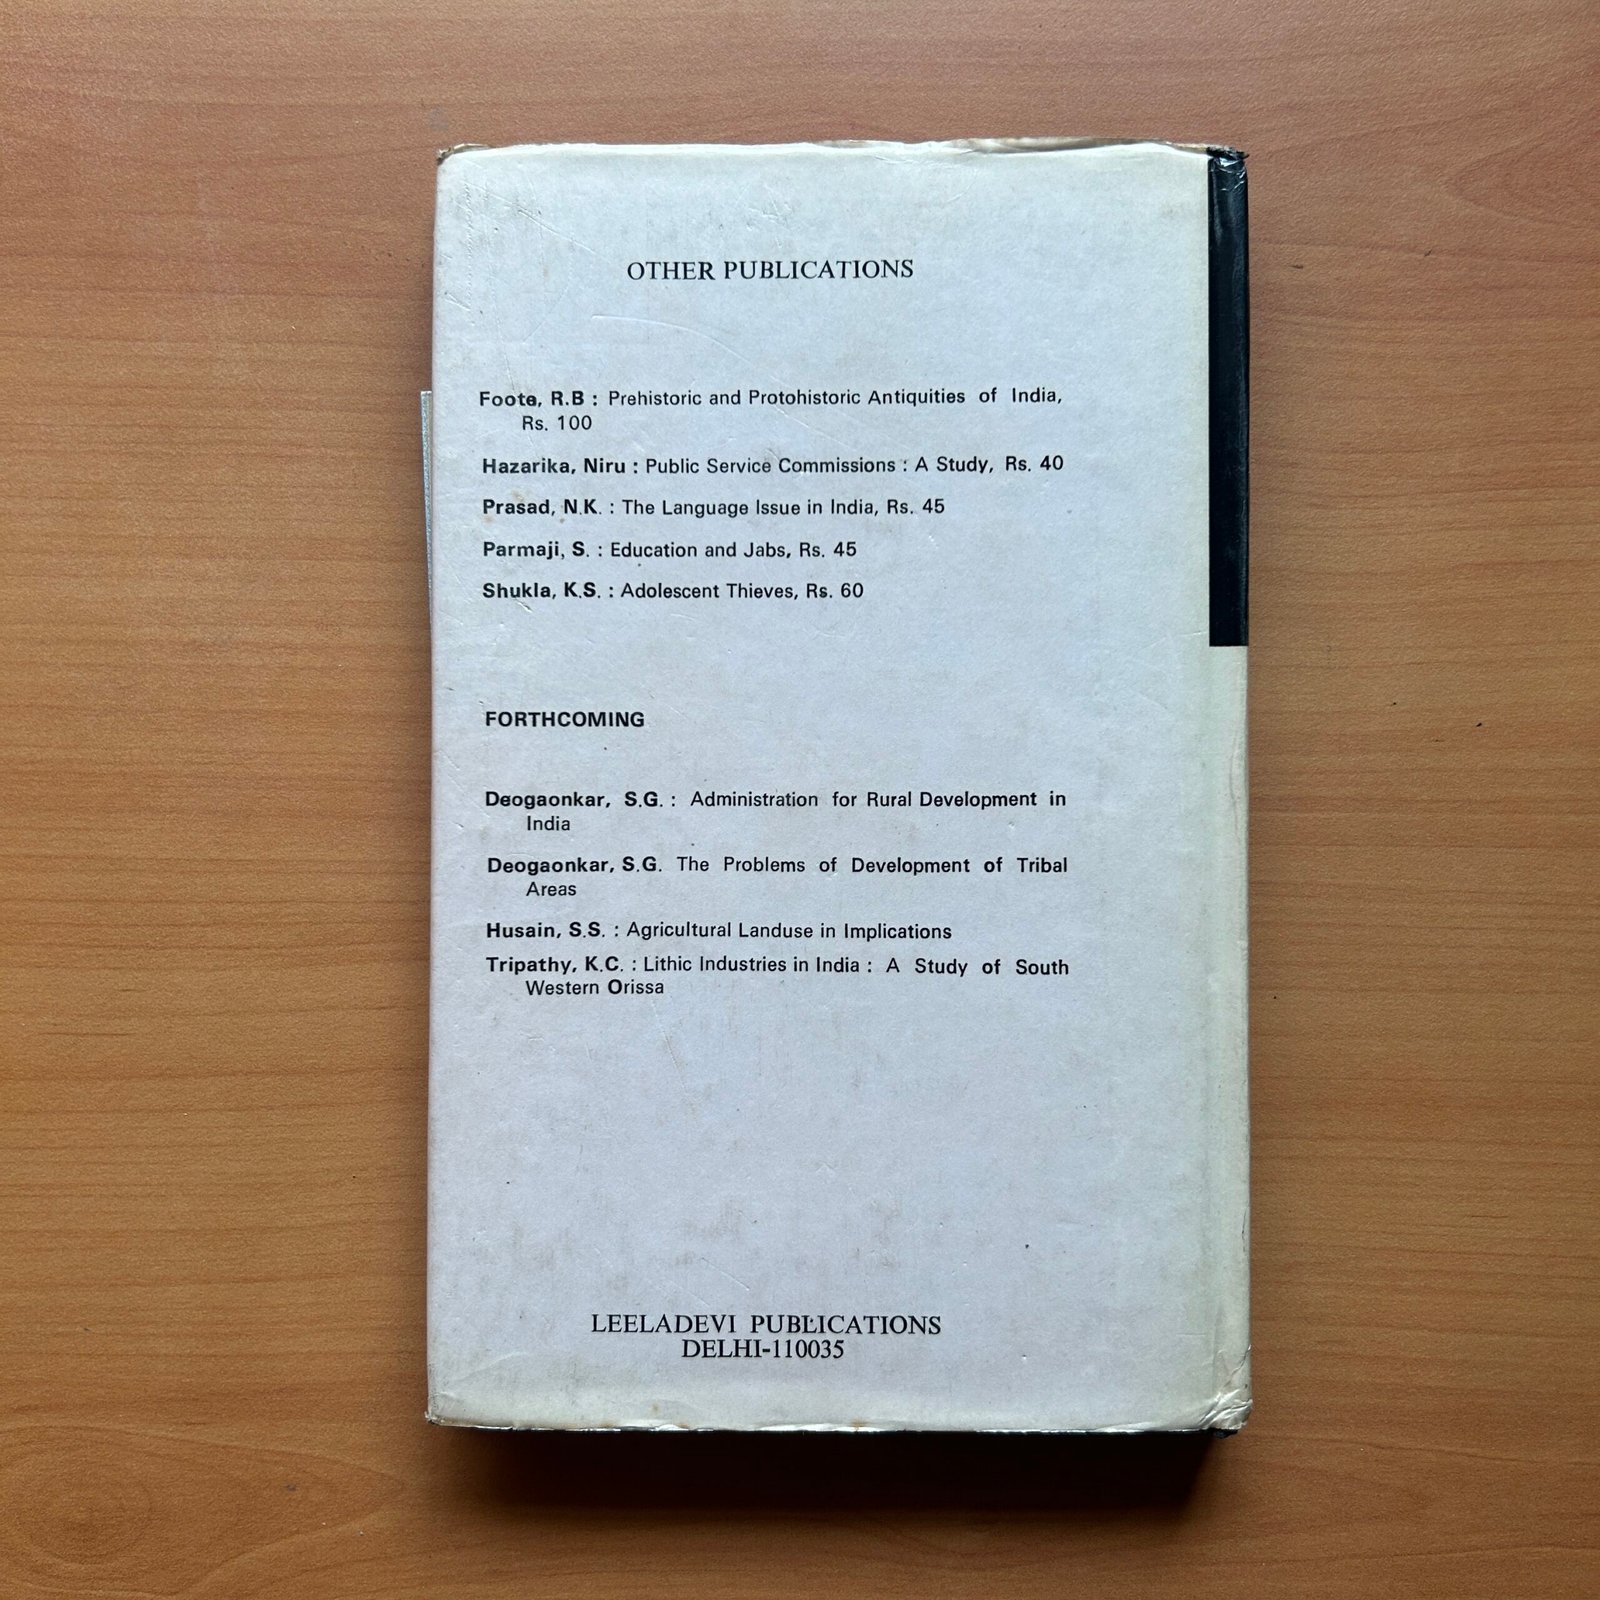 OTHER PUBLICATIONS
Foote, R.B : Prehistoric and Protohistoric Antiquities of India,
Rs. 100
Hazarika, Niru : Public Service Commissions : A Study, Rs. 40
Prasad, N.K. : The Language Issue in India, Rs. 45
Parmaji, S. : Education and Jabs, Rs. 45
Shukla, K.S. : Adolescent Thieves, Rs. 60
FORTHCOMING
Deogaonkar, S.G. : Administration for Rural Development in
India
Deogaonkar, S.G. The Problems of Development of Tribal
Areas
Husain, S.S. : Agricultural Landuse in Implications
Tripathy, K.C. : Lithic Industries in India : A Study of South
Western Orissa
LEELADEVI PUBLICATIONS
DELHI-110035